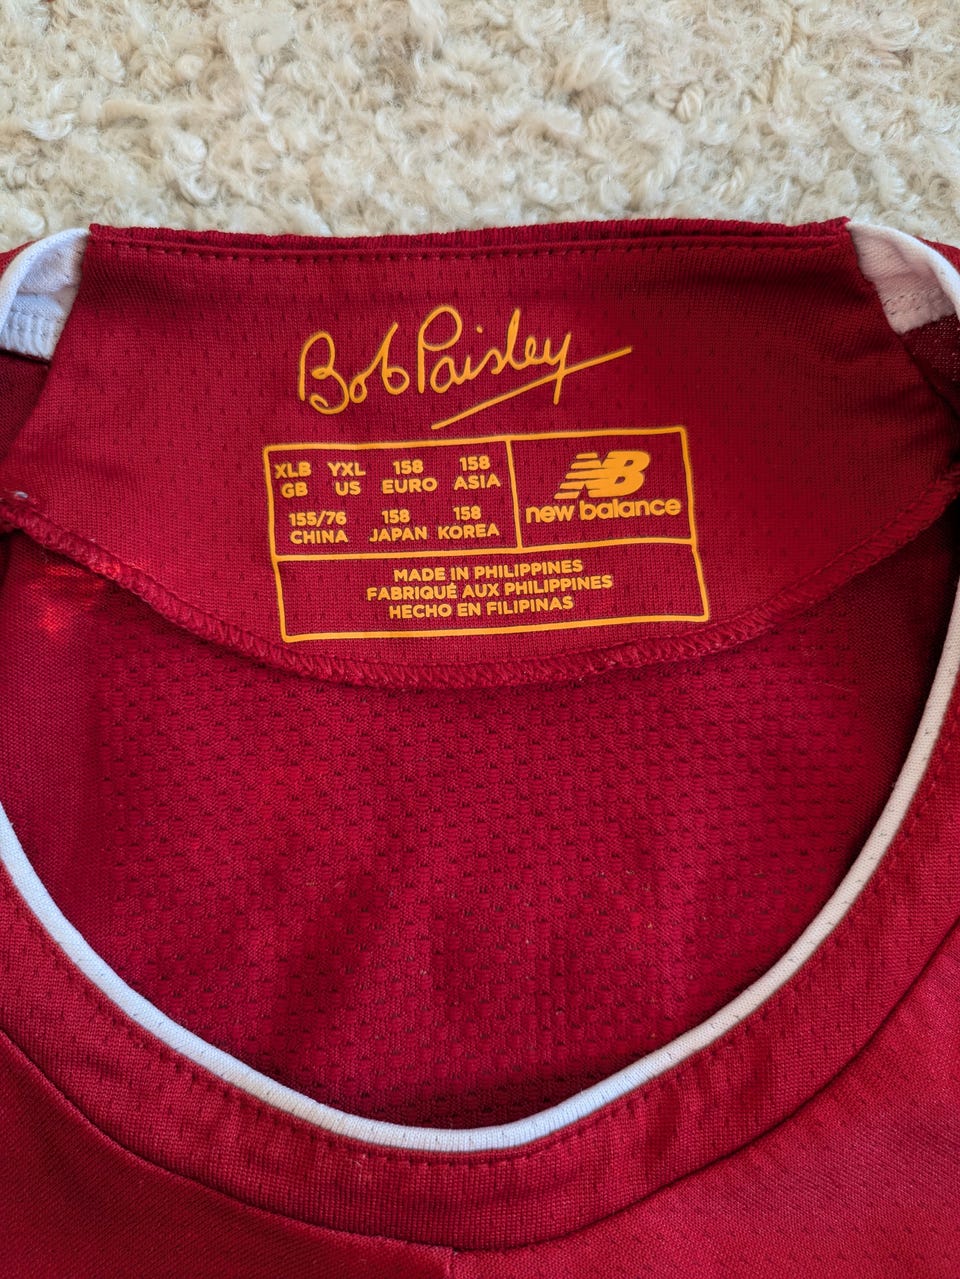 Bob Paisley
XLB YXL 158 158
GB US EURO ASIA
155/76 158 158
CHINA JAPAN KOREA
NB
new balance
MADE IN PHILIPPINES
FABRIQUÉ AUX PHILIPPINES
HECHO EN FILIPINAS